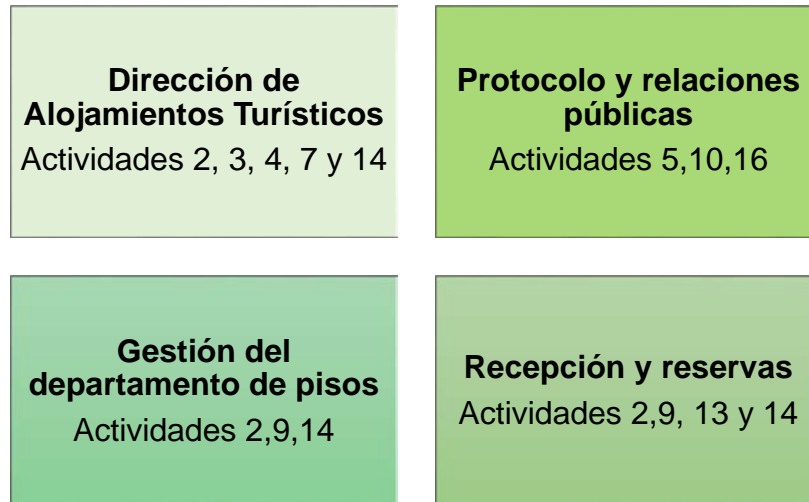 Dirección de
Alojamientos Turísticos
Actividades 2, 3, 4, 7 y 14
Protocolo y relaciones
públicas
Actividades 5,10,16
Gestión del
departamento de pisos
Actividades 2,9,14
Recepción y reservas
Actividades 2,9, 13 y 14